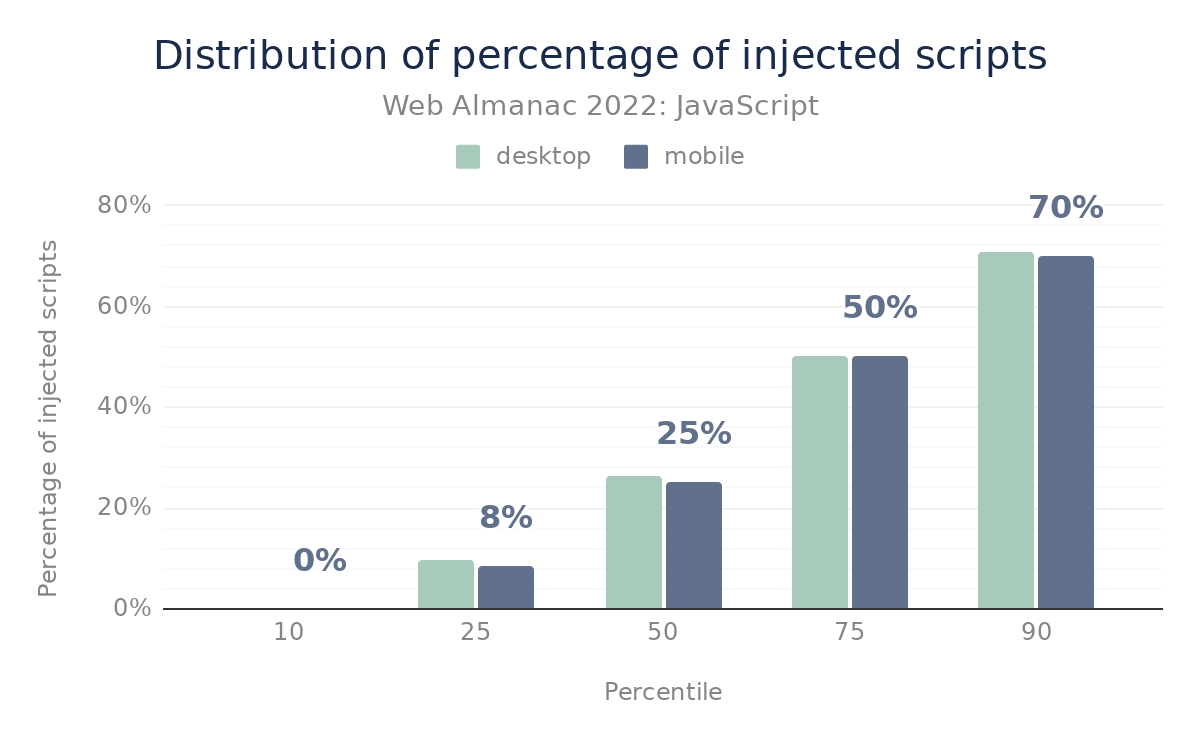 Distribution of percentage of injected scripts
Web Almanac 2022: JavaScript
desktop
mobile
Percentage of injected scripts
80%
60%
40%
20%
0%
0%
8%
25%
50%
70%
10
25
50
75
90
Percentile